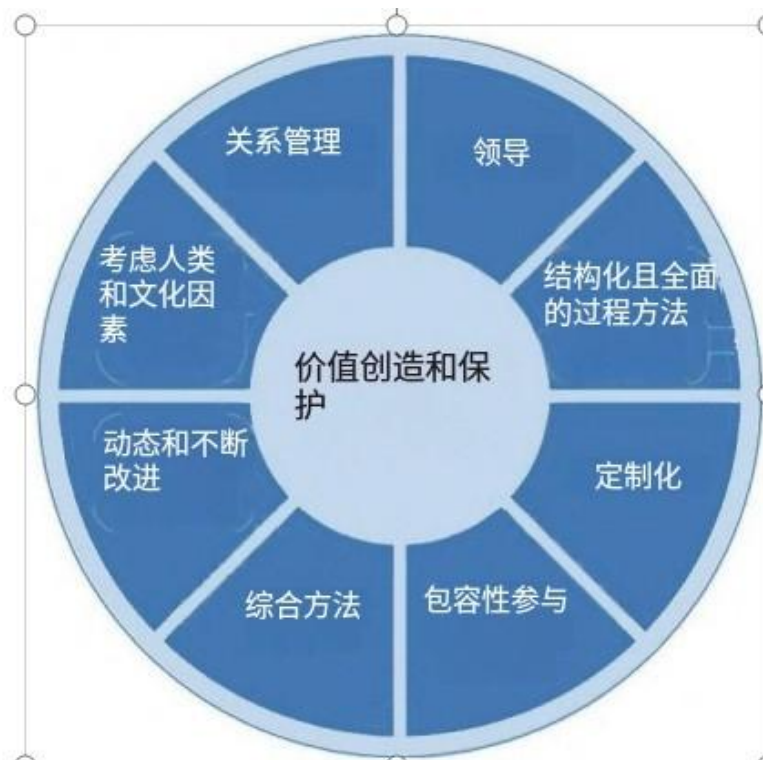 关系管理
领导
考虑人类
和文化因
素
结构化且全面
的过程方法
价值创造和保
护
动态和不断
改进
定制化
综合方法
包容性参与